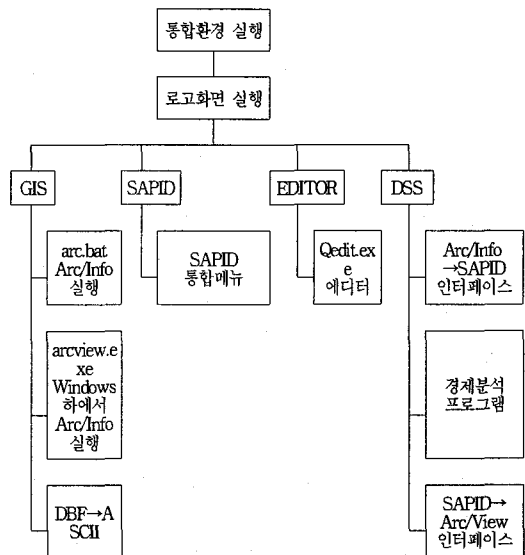 통합환경 실행
로고화면 실행
GIS
SAPID
EDITOR
DSS
arc.bat
Arc/Info
실행
SAPID
통합메뉴
Qedit.ex
e
에디터
Arc/Info
→SAPID
인터페이스
arcview.e
xe
Windows
하에서
Arc/Info
실행
경제분석
프로그램
DBF→A
SCII
SAPID→
Arc/View
인터페이스